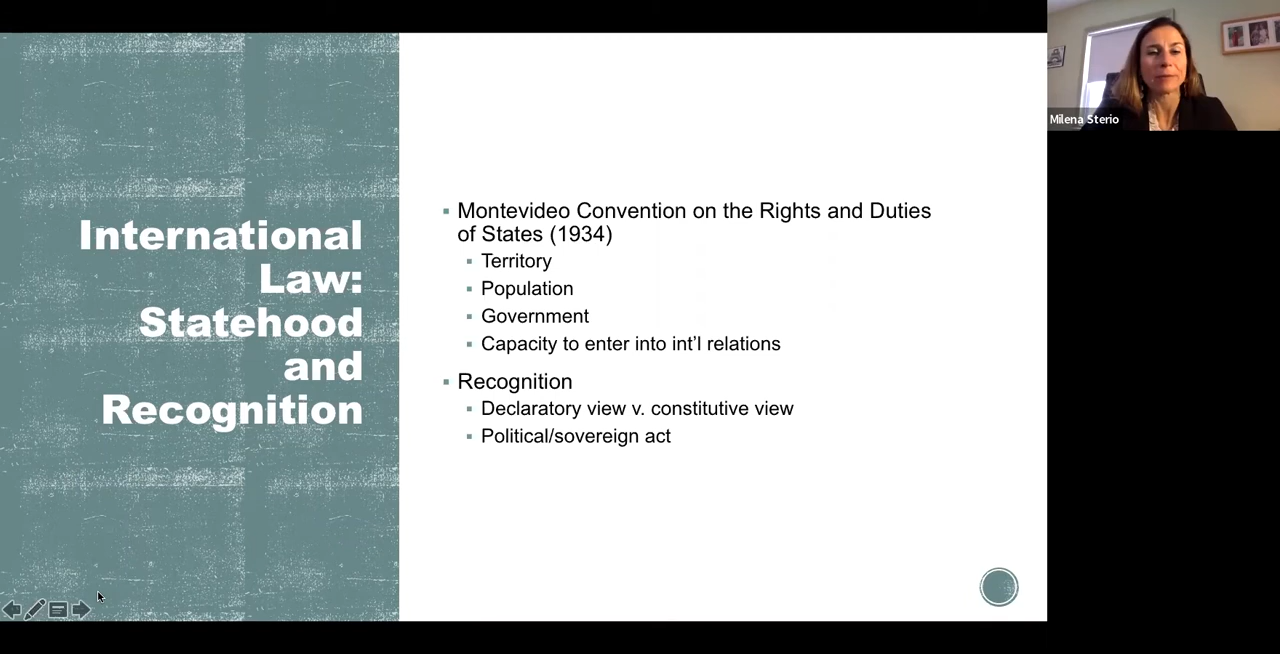 International
Law:
Statehood
and
Recognition
Montevideo Convention on the Rights and Duties
of States (1934)
Territory
Population
Government
Capacity to enter into int’l relations
Recognition
Declaratory view v. constitutive view
Political/sovereign act
Milena Sterio